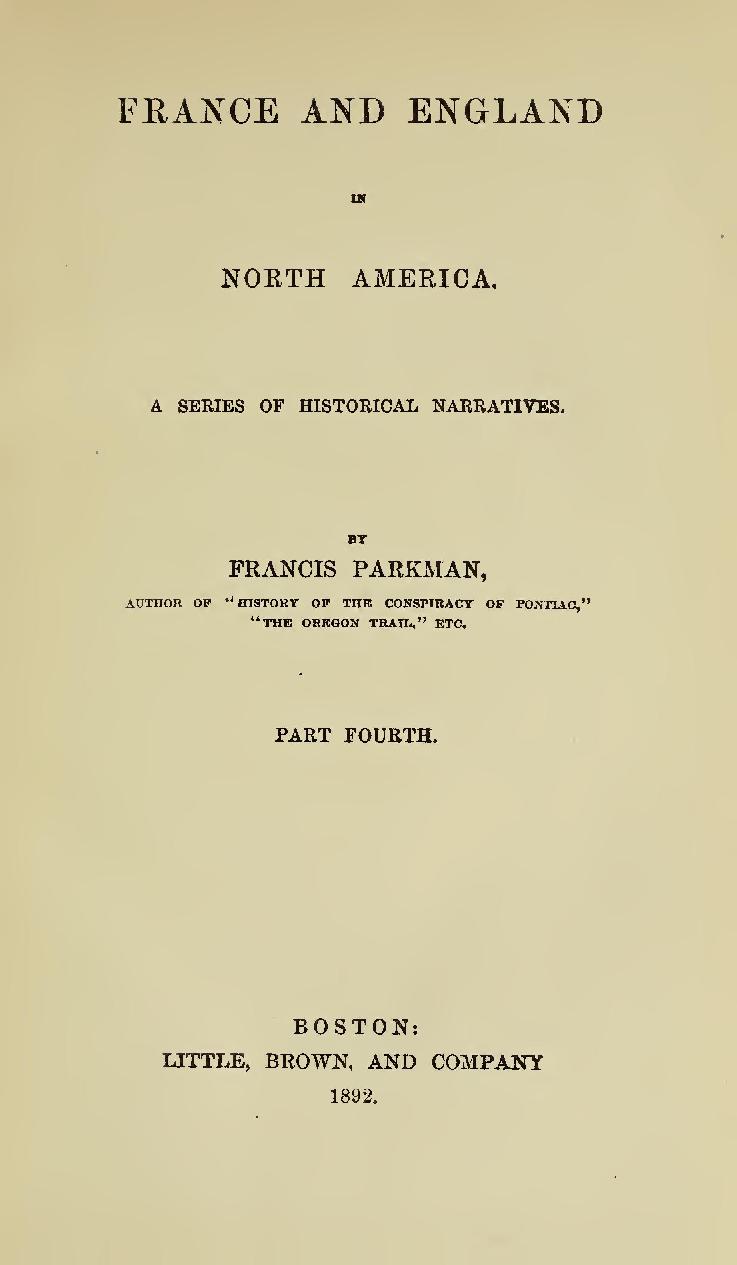 FRANCE AND ENGLAND
IN
NORTH AMERICA.
A SERIES OF HISTORICAL NARRATIVES.
BY
FRANCIS PARKMAN,
AUTHOR OF "HISTORY OF THE CONSPIRACY OF PONTIAC,"
"THE OREGON TRAIL," ETC.
PART FOURTH.
BOSTON:
LITTLE, BROWN, AND COMPANY
1892.